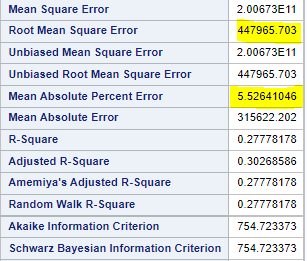 Mean Square Error 2.00673E11
Root Mean Square Error 447965.703
Unbiased Mean Square Error 2.00673E11
Unbiased Root Mean Square Error 447965.703
Mean Absolute Percent Error 5.52641046
Mean Absolute Error 315622.202
R-Square 0.27778178
Adjusted R-Square 0.30268586
Amemiya's Adjusted R-Square 0.27778178
Random Walk R-Square 0.27778178
Akaike Information Criterion 754.723373
Schwarz Bayesian Information Criterion 754.723373